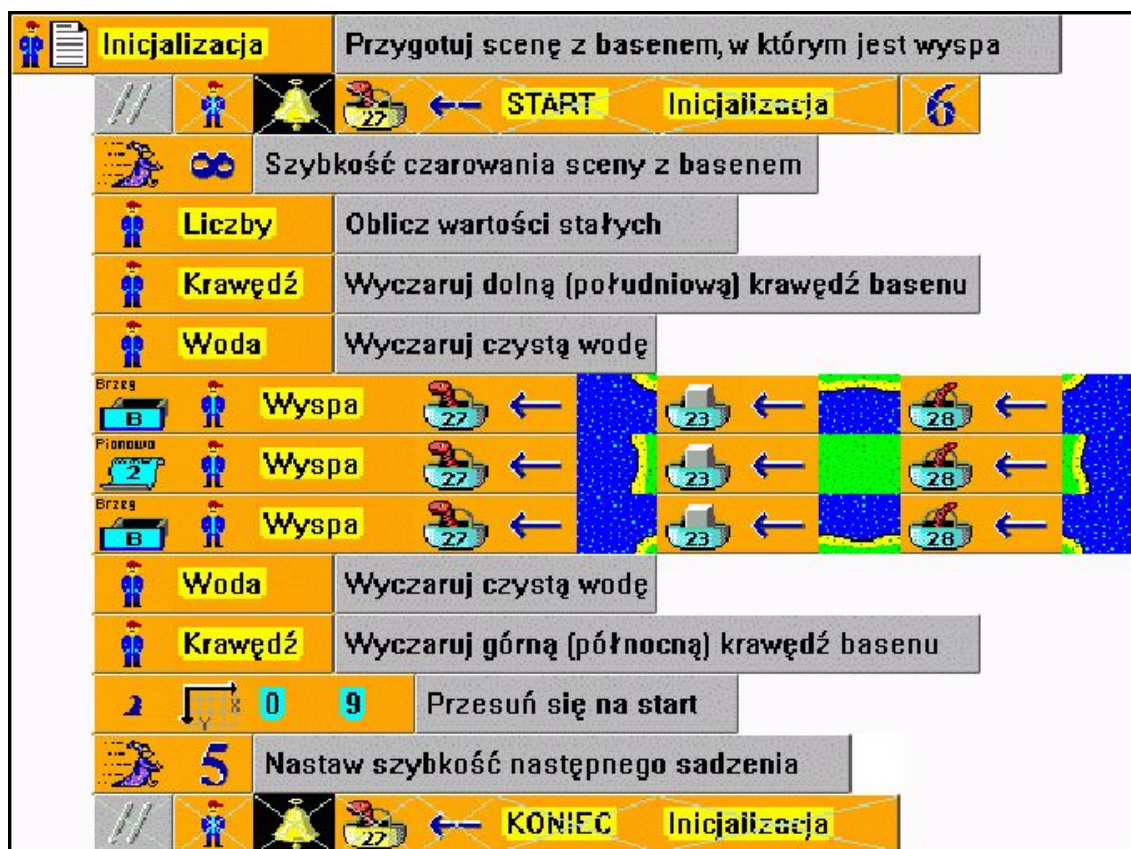 Inicjalizacja Przygotuj scenę z basenem, w którym jest wyspa
// 27 START Inicjalizacja 6
∞ Szybkość czarowania sceny z basenem
Liczby Oblicz wartości stałych
Krawędź Wyczaruj dolną (południową) krawędź basenu
Woda Wyczaruj czystą wodę
Brzeg B Wyspa 27 23 28
Pionowo 2 Wyspa 27 23 28
Brzeg B Wyspa 27 23 28
Woda Wyczaruj czystą wodę
Krawędź Wyczaruj górną (północną) krawędź basenu
2 X Y 0 9 Przesuń się na start
5 Nastaw szybkość następnego sadzenia
// 27 KONIEC Inicjalizacja